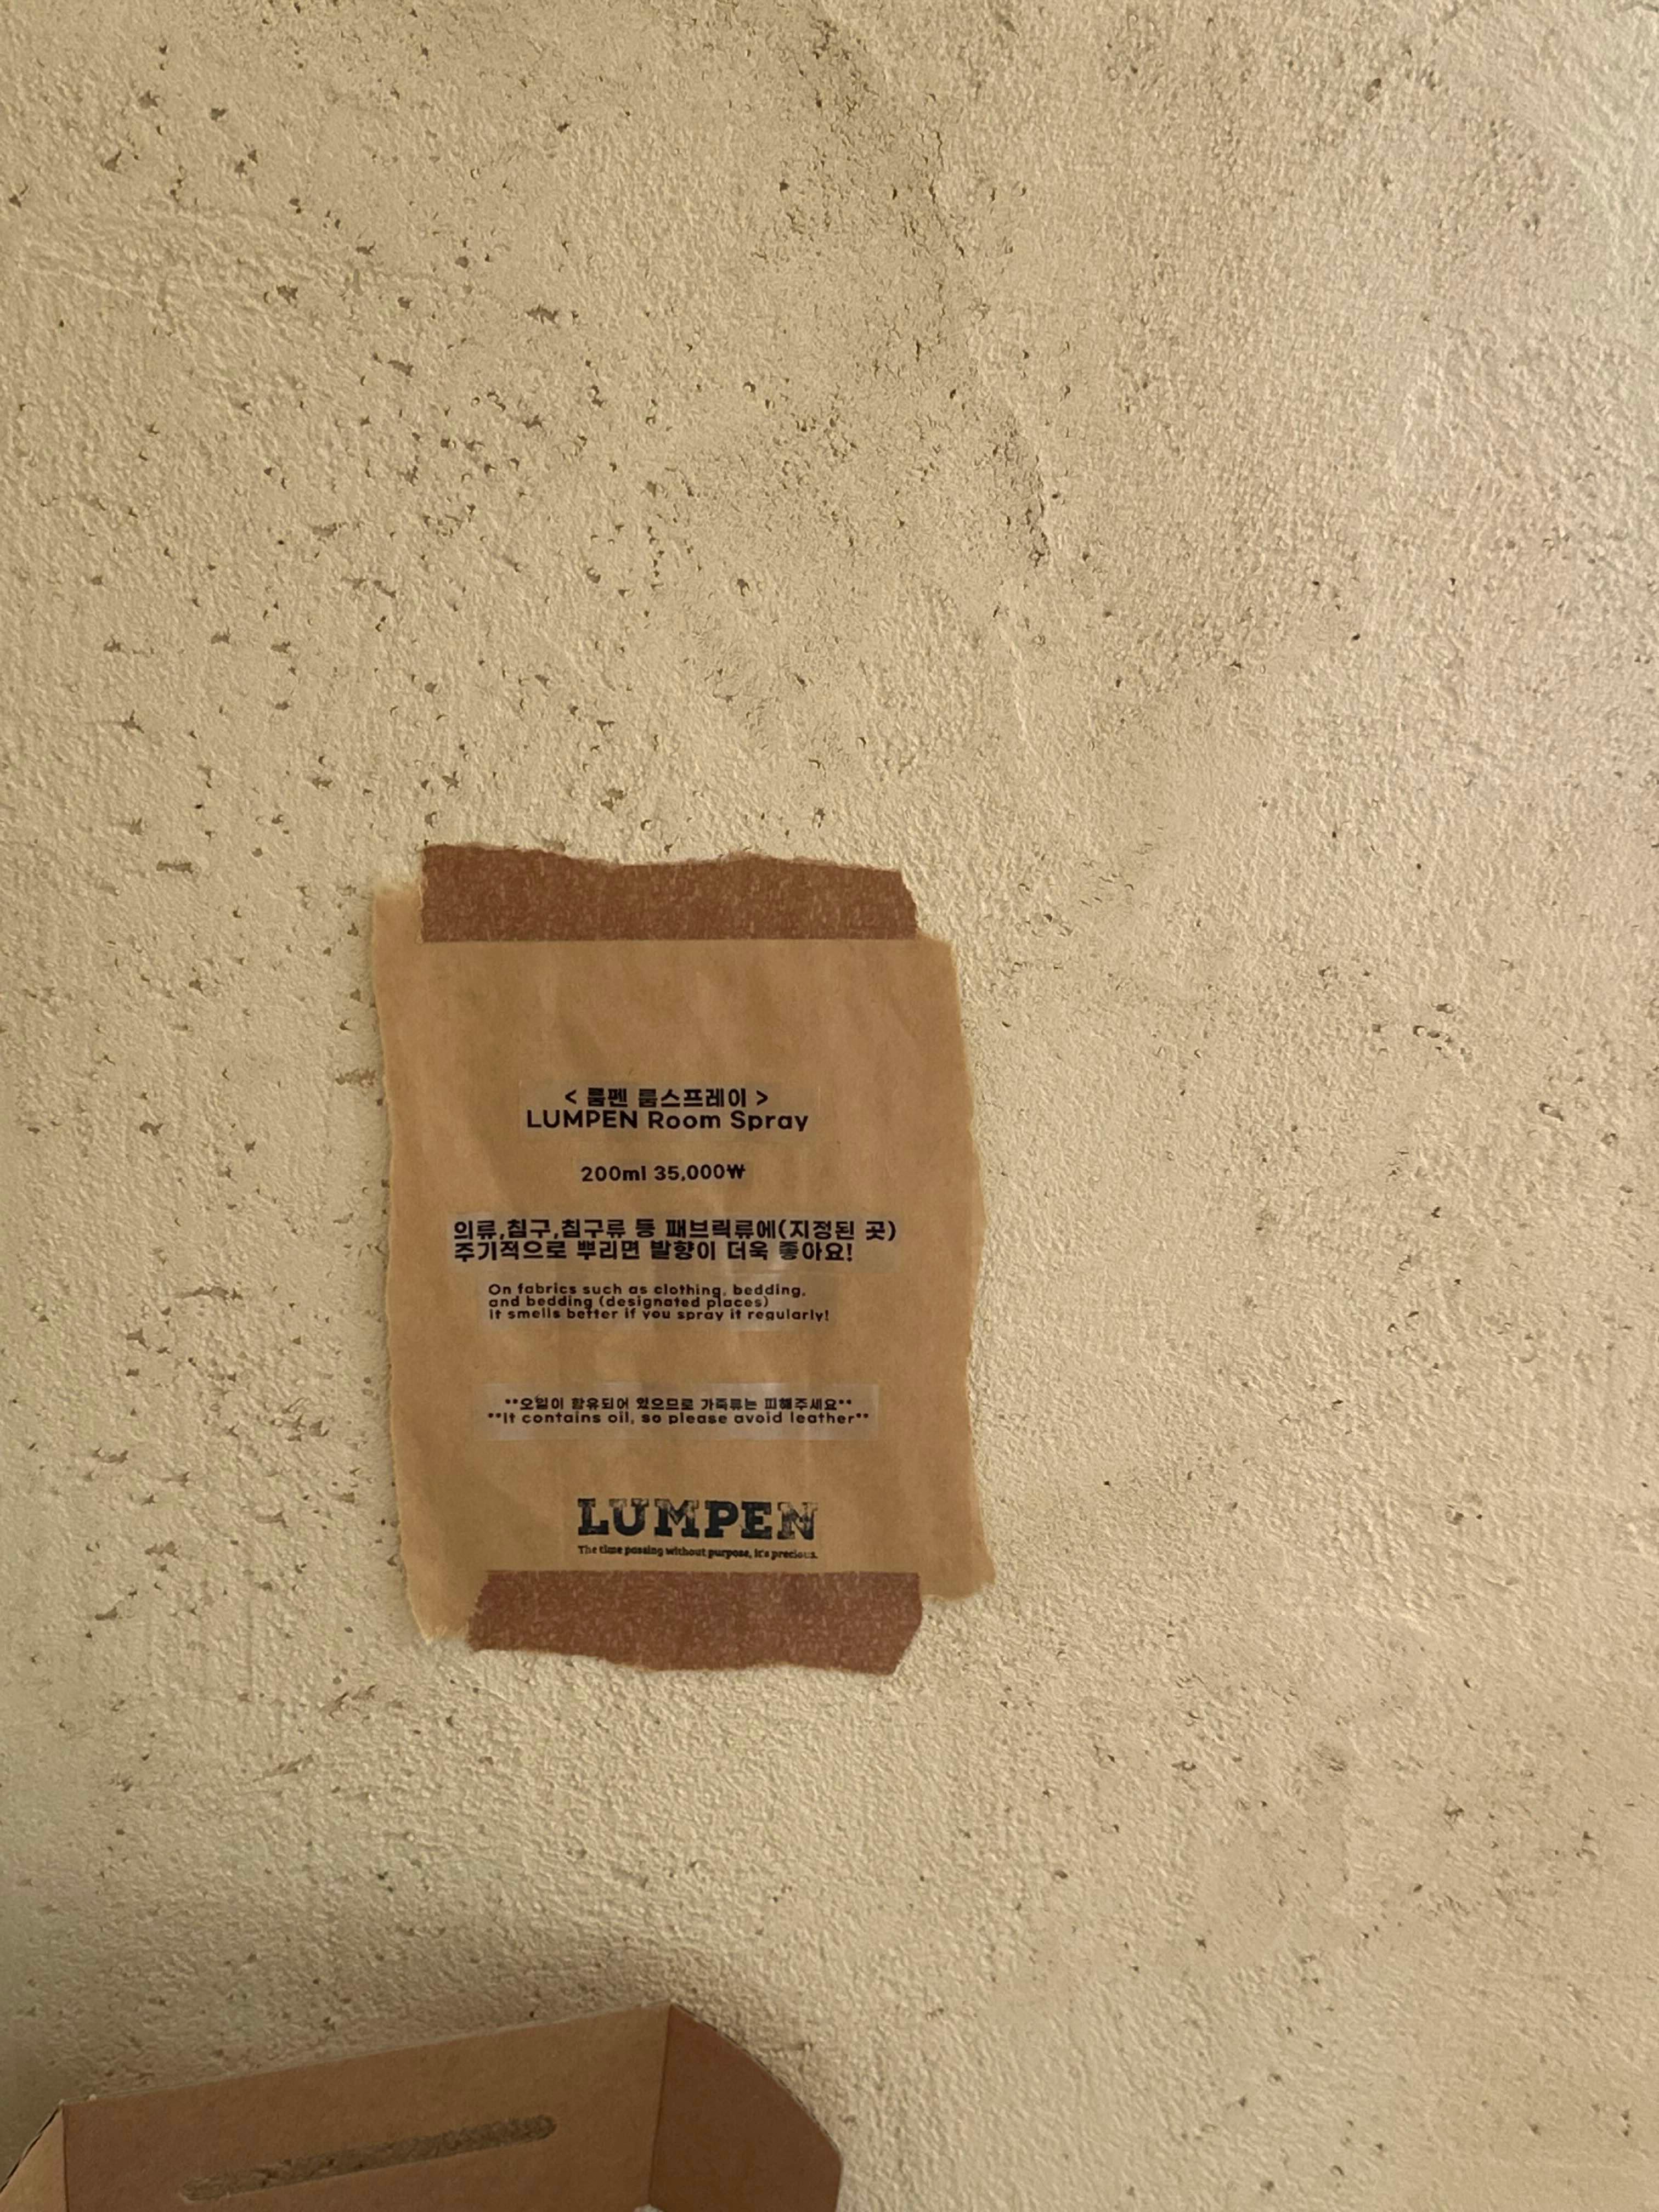 < 룸펜 룸스프레이 >
LUMPEN Room Spray
200ml 35,000₩
의류,침구,침구류 등 패브릭류에(지정된 곳)
주기적으로 뿌리면 발향이 더욱 좋아요!
On fabrics such as clothing, bedding,
and bedding (designated places)
it smells better if you spray it regularly!
**오일이 함유되어 있으므로 가죽류는 피해주세요**
**It contains oil, so please avoid leather**
LUMPEN
The time passing without purpose, it's precious.